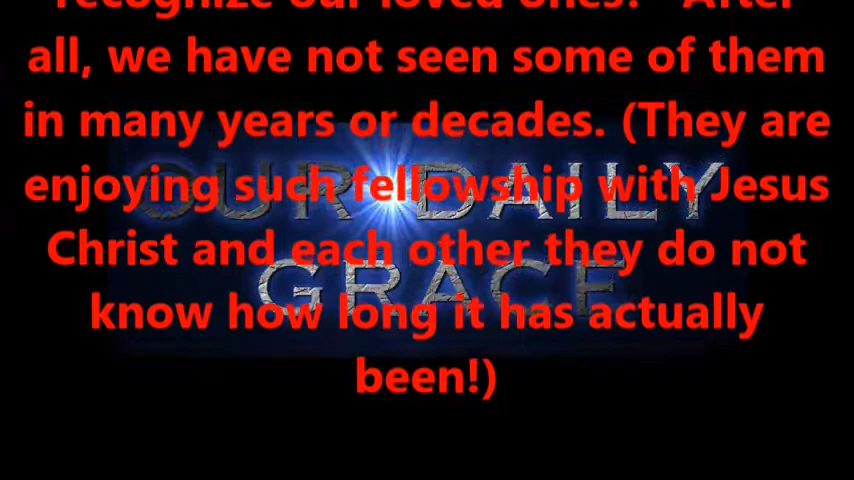 recognize our loved ones? After
all, we have not seen some of them
in many years or decades. (They are
enjoying such fellowship with Jesus
Christ and each other they do not
know how long it has actually
been!)
OUR DAILY
GRACE